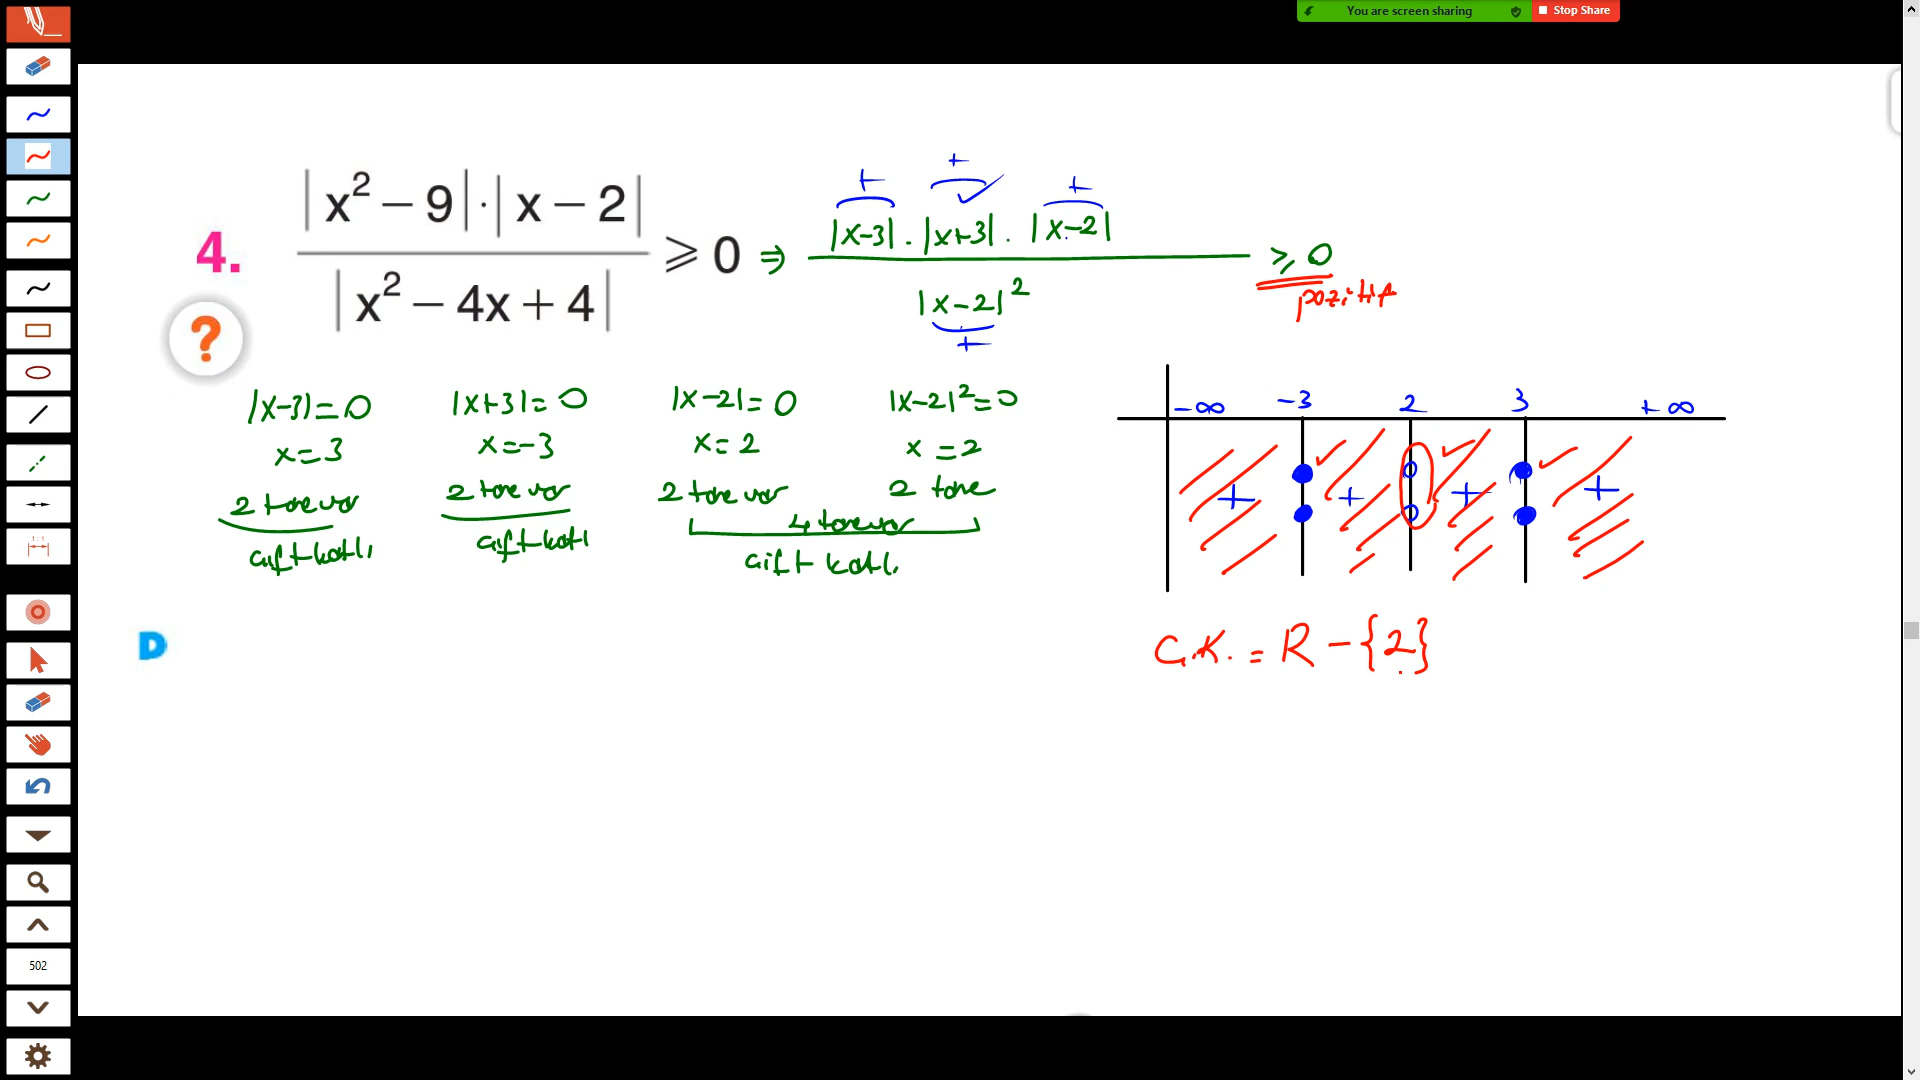 You are screen sharing
Stop Share
4. |x² – 9| · |x – 2| / |x² – 4x + 4| ⩾ 0 ⇒ |x-3| . |x+3| . |x-2| / |x-2|² ⩾ 0
+ + +
+
pozitif
?
|x-3|=0 |x+3|=0 |x-2|=0 |x-2|²=0
x=3 x=-3 x=2 x=2
2 tane var 2 tane var 2 tane var 2 tane
4 tane var
çift katlı çift katlı çift katlı
-∞ -3 2 3 +∞
+ + + +
D
Ç.K. = R - {2}
1:1
502